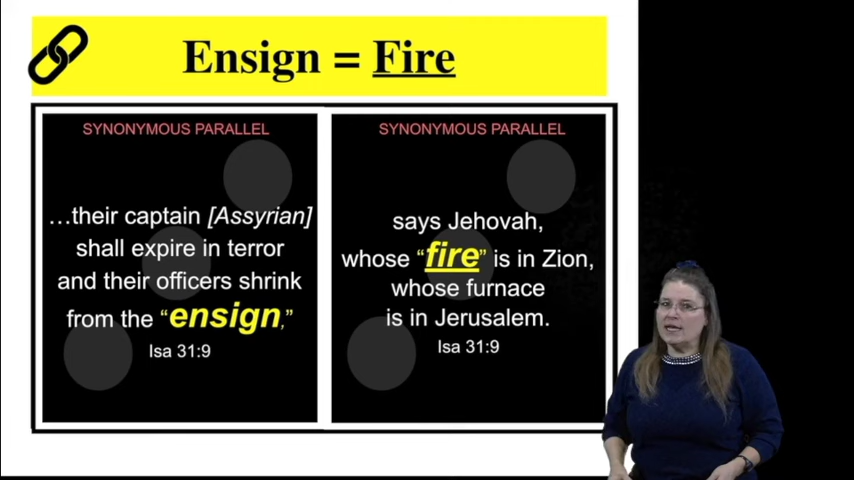 Ensign = Fire
SYNONYMOUS PARALLEL
…their captain [Assyrian]
shall expire in terror
and their officers shrink
from the “ensign,”
Isa 31:9
SYNONYMOUS PARALLEL
says Jehovah,
whose “fire” is in Zion,
whose furnace
is in Jerusalem.
Isa 31:9